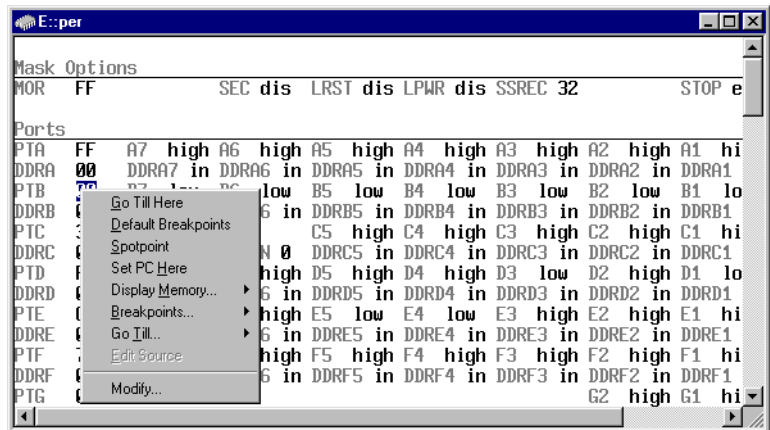 E::per
Mask Options
MOR FF SEC dis LRST dis LPWR dis SSREC 32 STOP e
Ports
PTA FF A7 high A6 high A5 high A4 high A3 high A2 high A1 hi
DDRA 00 DDRA7 in DDRA6 in DDRA5 in DDRA4 in DDRA3 in DDRA2 in DDRA1
PTB low B5 low B4 low B3 low B2 low B1 lo
DDRB 6 in DDRB5 in DDRB4 in DDRB3 in DDRB2 in DDRB1
PTC C5 high C4 high C3 high C2 high C1 hi
DDRC N 0 DDRC5 in DDRC4 in DDRC3 in DDRC2 in DDRC1
PTD high D5 high D4 high D3 low D2 high D1 lo
DDRD 6 in DDRD5 in DDRD4 in DDRD3 in DDRD2 in DDRD1
PTE high E5 low E4 low E3 high E2 high E1 hi
DDRE 6 in DDRE5 in DDRE4 in DDRE3 in DDRE2 in DDRE1
PTF high F5 high F4 high F3 high F2 high F1 hi
DDRF 6 in DDRF5 in DDRF4 in DDRF3 in DDRF2 in DDRF1
PTG G2 high G1 hi
Go Till Here
Default Breakpoints
Spotpoint
Set PC Here
Display Memory...
Breakpoints...
Go Till...
Edit Source
Modify...